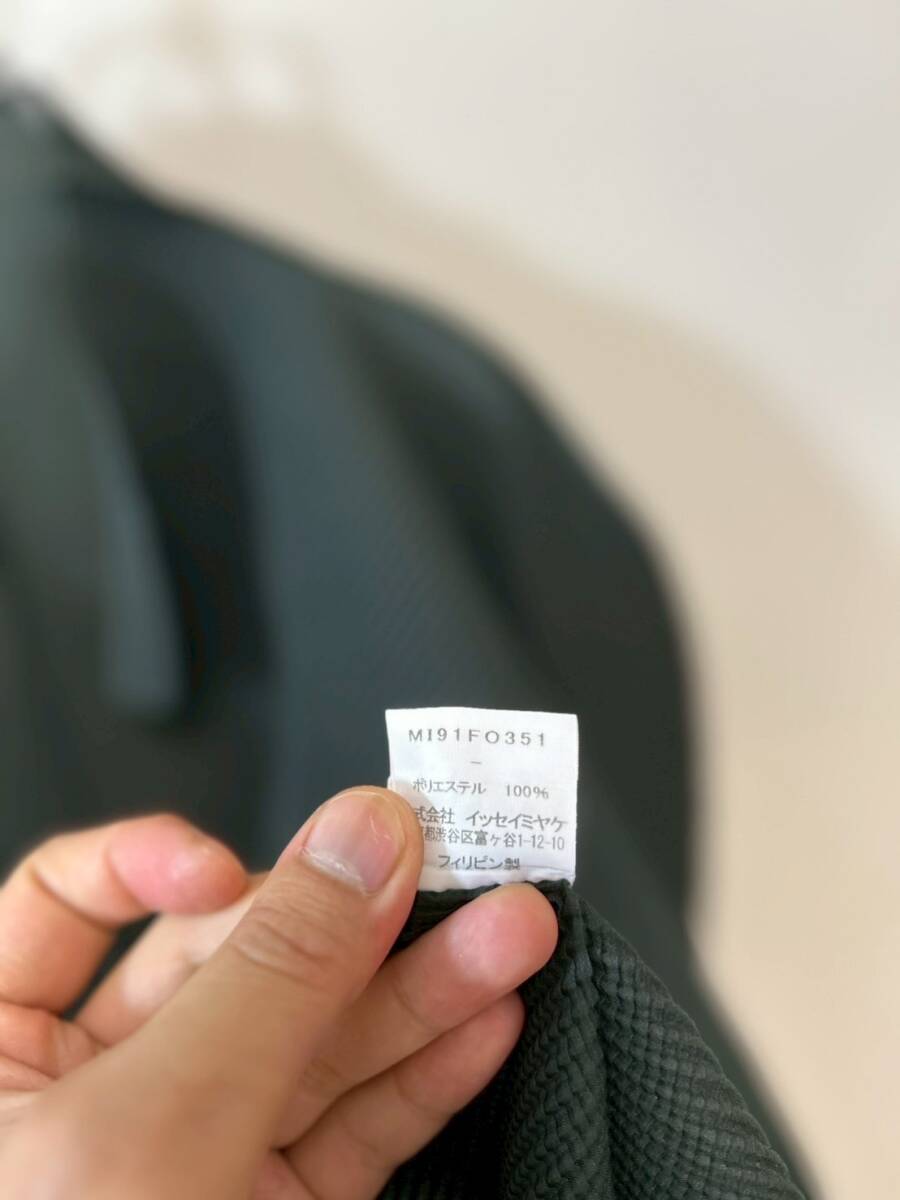 MI91FO351
-
ポリエステル 100%
式会社 イッセイミヤケ
都渋谷区富ヶ谷1-12-10
フィリピン製